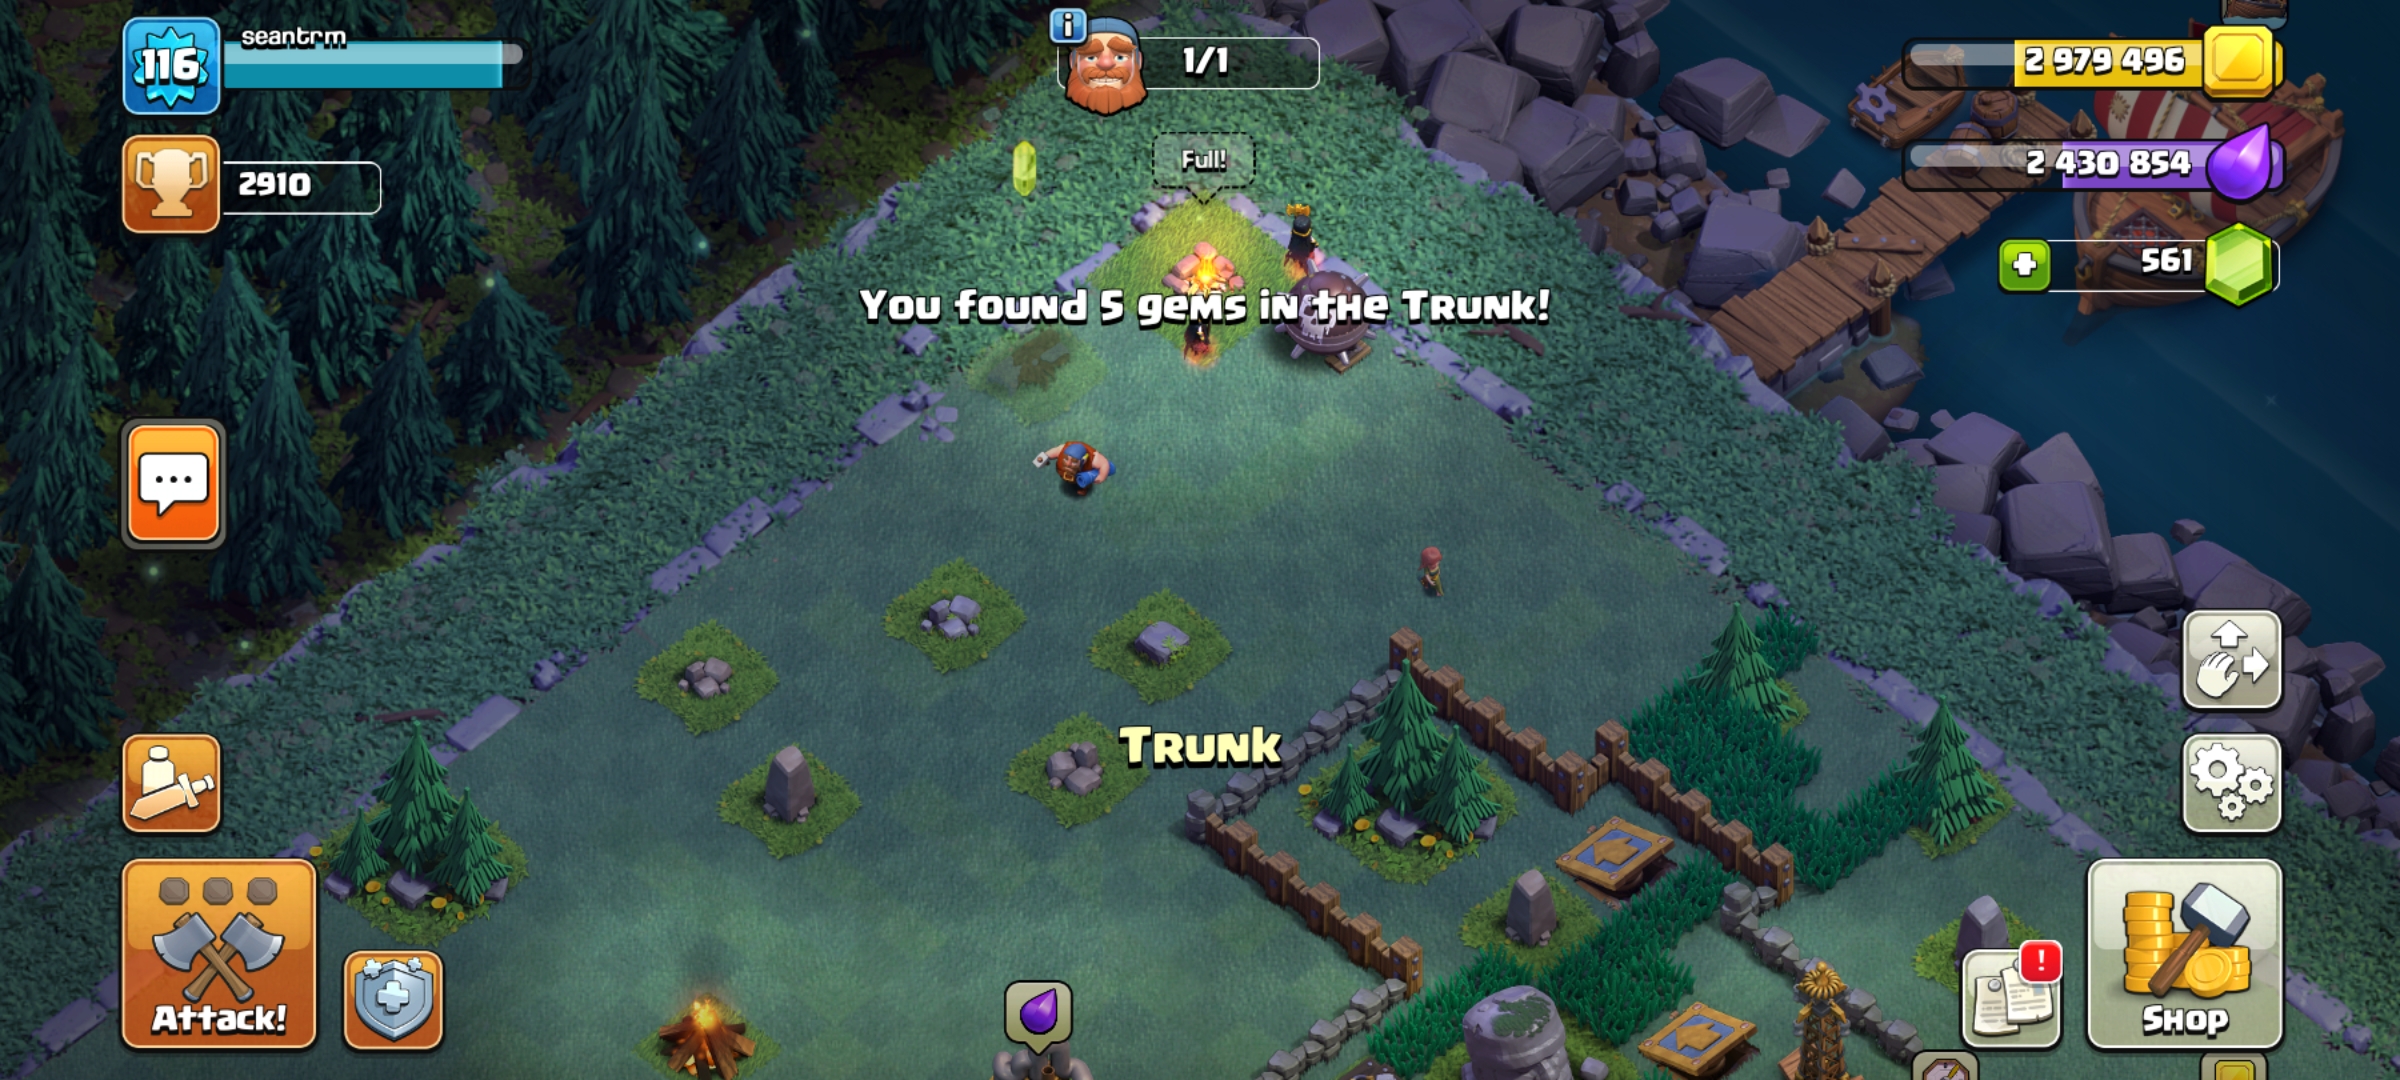 116
seantrm
1/1
2 979 496
2910
Full!
2 430 854
561
You found 5 gems in the Trunk!
Trunk
Attack!
!
Shop